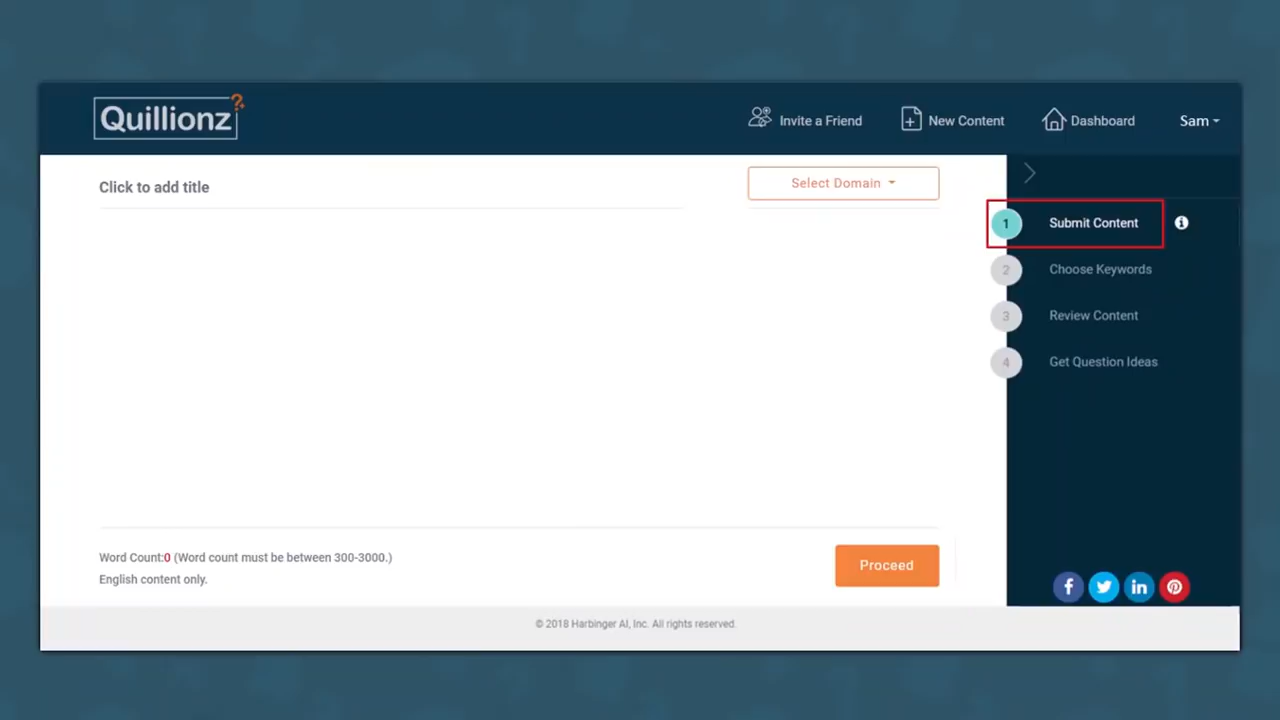 Quillionz?
Invite a Friend
New Content
Dashboard
Sam
Click to add title
Select Domain
1 Submit Content
2 Choose Keywords
3 Review Content
4 Get Question Ideas
Word Count:0 (Word count must be between 300-3000.)
English content only.
Proceed
© 2018 Harbinger AI, Inc. All rights reserved.